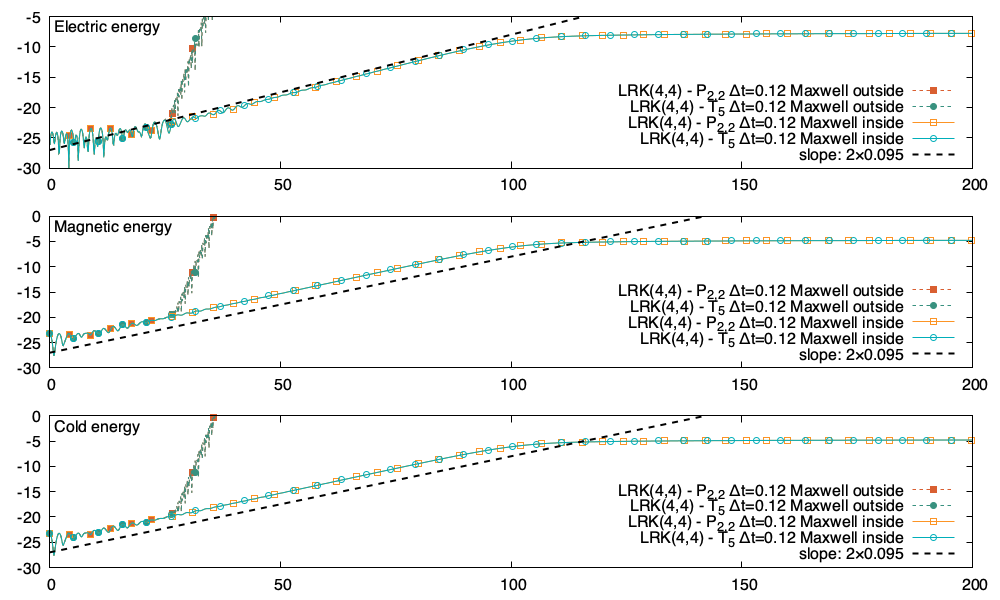 -5
Electric energy
-10
-15
-20
-25
-30
LRK(4,4) - P2,2 Δt=0.12 Maxwell outside
LRK(4,4) - T5 Δt=0.12 Maxwell outside
LRK(4,4) - P2,2 Δt=0.12 Maxwell inside
LRK(4,4) - T5 Δt=0.12 Maxwell inside
slope: 2×0.095
0 50 100 150 200
0
Magnetic energy
-5
-10
-15
-20
-25
-30
LRK(4,4) - P2,2 Δt=0.12 Maxwell outside
LRK(4,4) - T5 Δt=0.12 Maxwell outside
LRK(4,4) - P2,2 Δt=0.12 Maxwell inside
LRK(4,4) - T5 Δt=0.12 Maxwell inside
slope: 2×0.095
0 50 100 150 200
0
Cold energy
-5
-10
-15
-20
-25
-30
LRK(4,4) - P2,2 Δt=0.12 Maxwell outside
LRK(4,4) - T5 Δt=0.12 Maxwell outside
LRK(4,4) - P2,2 Δt=0.12 Maxwell inside
LRK(4,4) - T5 Δt=0.12 Maxwell inside
slope: 2×0.095
0 50 100 150 200